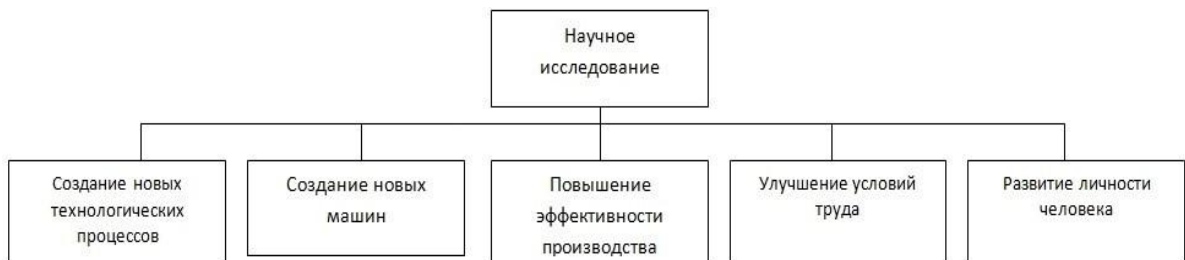 Научное
исследование
Создание новых
технологических
процессов
Создание новых
машин
Повышение
эффективности
производства
Улучшение условий
труда
Развитие личности
человека